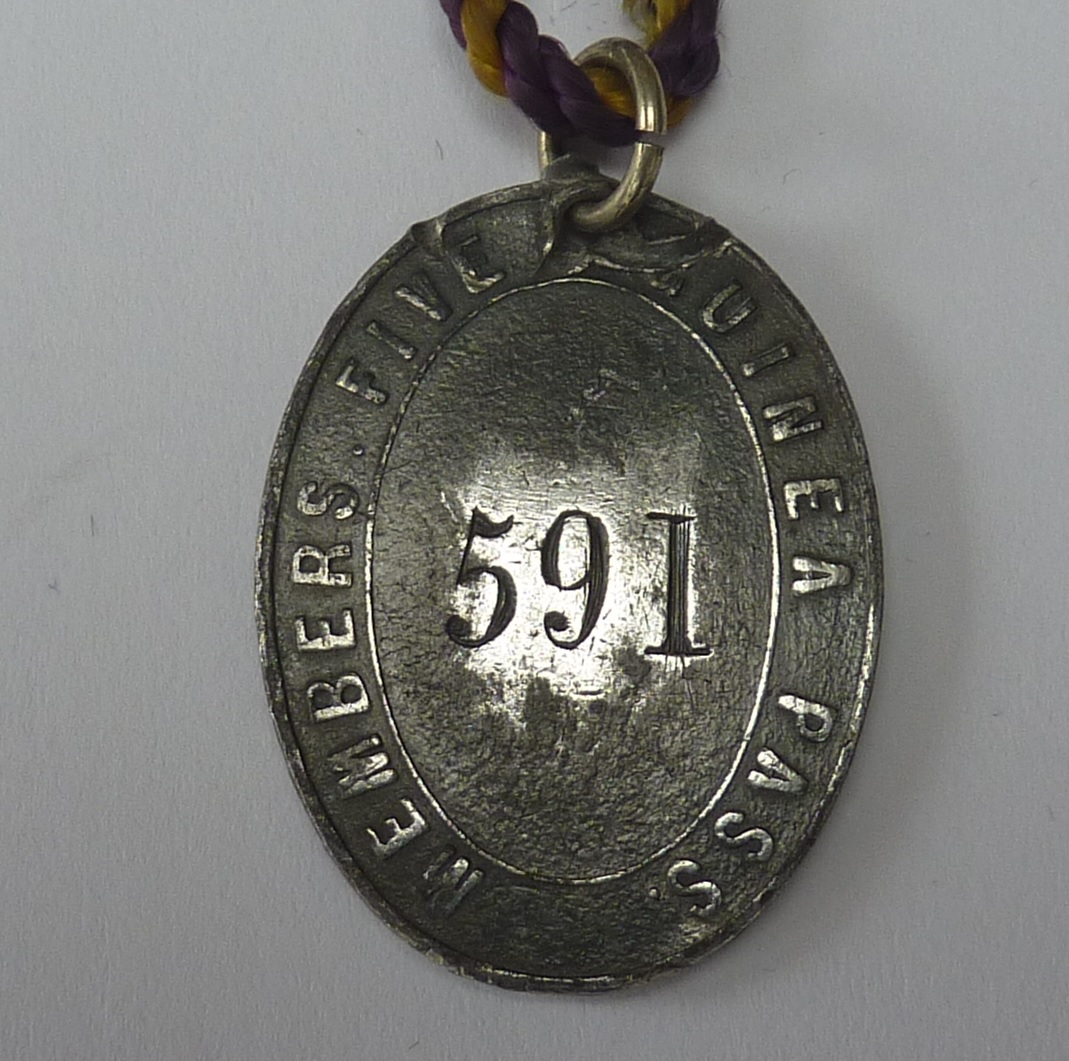 MEMBERS. FIVE GUINEA PASS.
591